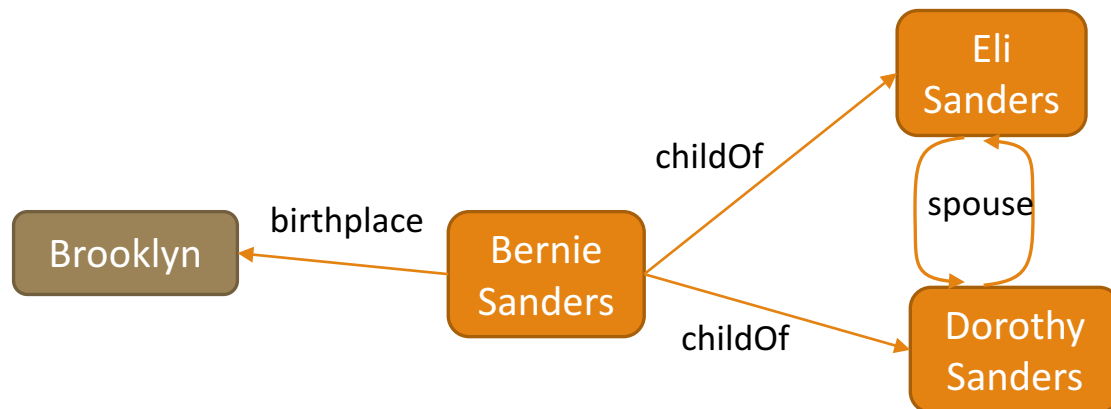 Eli
Sanders
childOf
spouse
birthplace
Brooklyn
Bernie
Sanders
childOf
Dorothy
Sanders